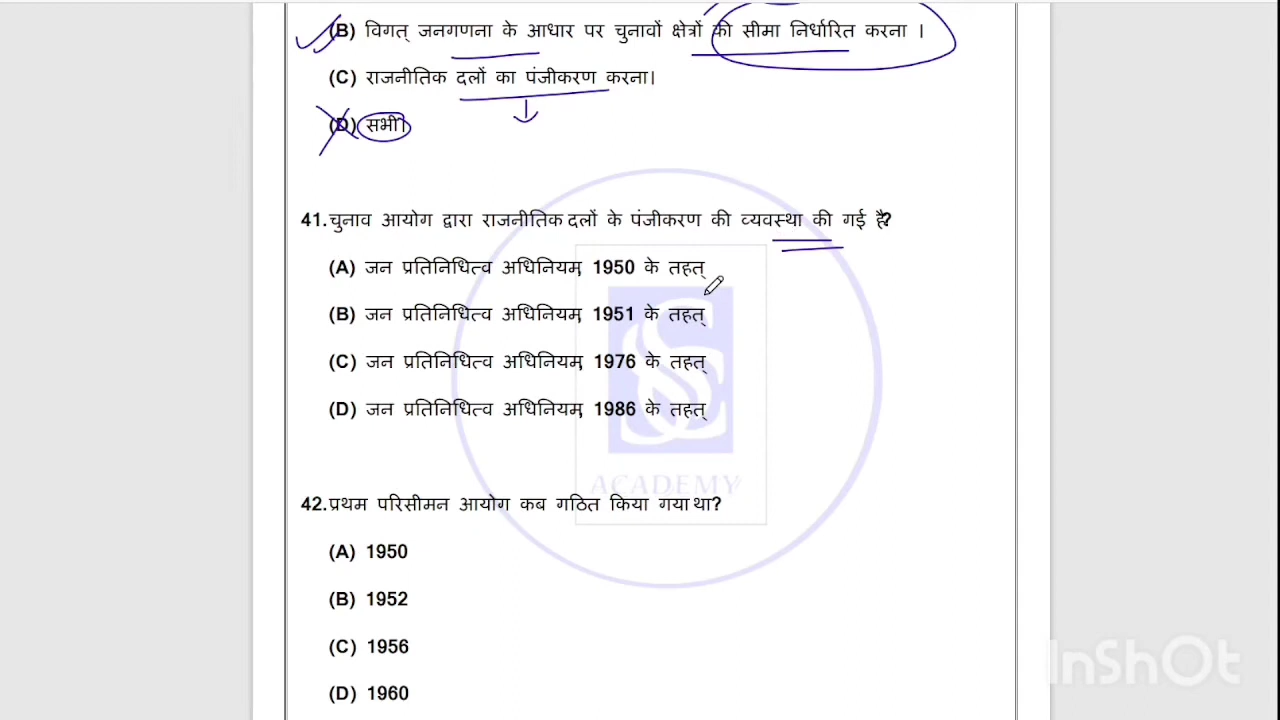 (B) विगत् जनगणना के आधार पर चुनावों क्षेत्रों की सीमा निर्धारित करना ।
(C) राजनीतिक दलों का पंजीकरण करना।
(D) सभी।
41. चुनाव आयोग द्वारा राजनीतिक दलों के पंजीकरण की व्यवस्था की गई है?
(A) जन प्रतिनिधित्व अधिनियम, 1950 के तहत्
(B) जन प्रतिनिधित्व अधिनियम, 1951 के तहत्
(C) जन प्रतिनिधित्व अधिनियम, 1976 के तहत्
(D) जन प्रतिनिधित्व अधिनियम, 1986 के तहत्
ACADEMY
42. प्रथम परिसीमन आयोग कब गठित किया गया था?
(A) 1950
(B) 1952
(C) 1956
(D) 1960
InShOt